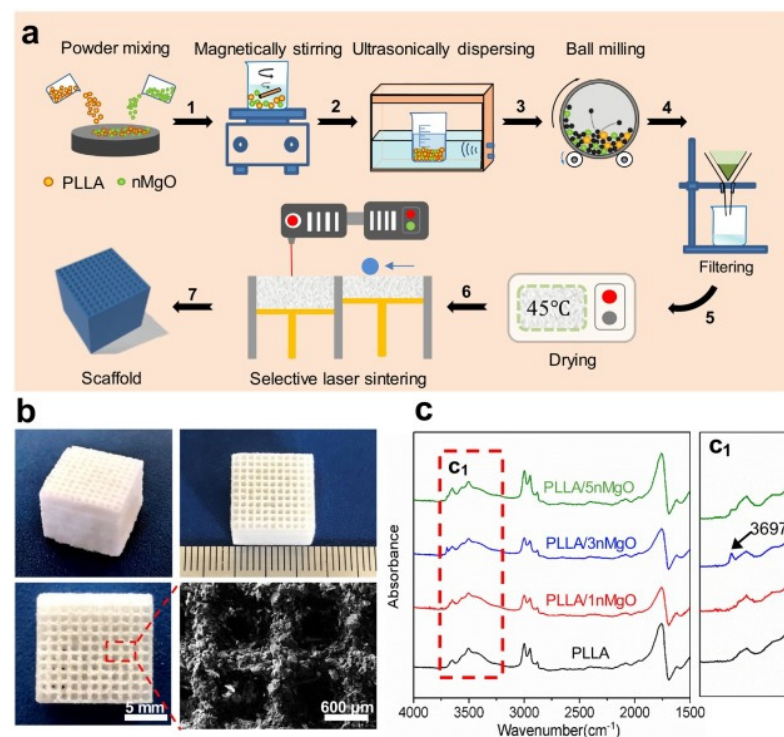 a
Powder mixing
Magnetically stirring
Ultrasonically dispersing
Ball milling
1
2
3
4
PLLA
nMgO
Filtering
5
45℃
Drying
6
Selective laser sintering
7
Scaffold
b
5 mm
600 μm
c
c1
PLLA/5nMgO
PLLA/3nMgO
PLLA/1nMgO
PLLA
Absorbance
4000 3500 3000 2500 2000 1500
Wavenumber(cm-1)
c1
3697